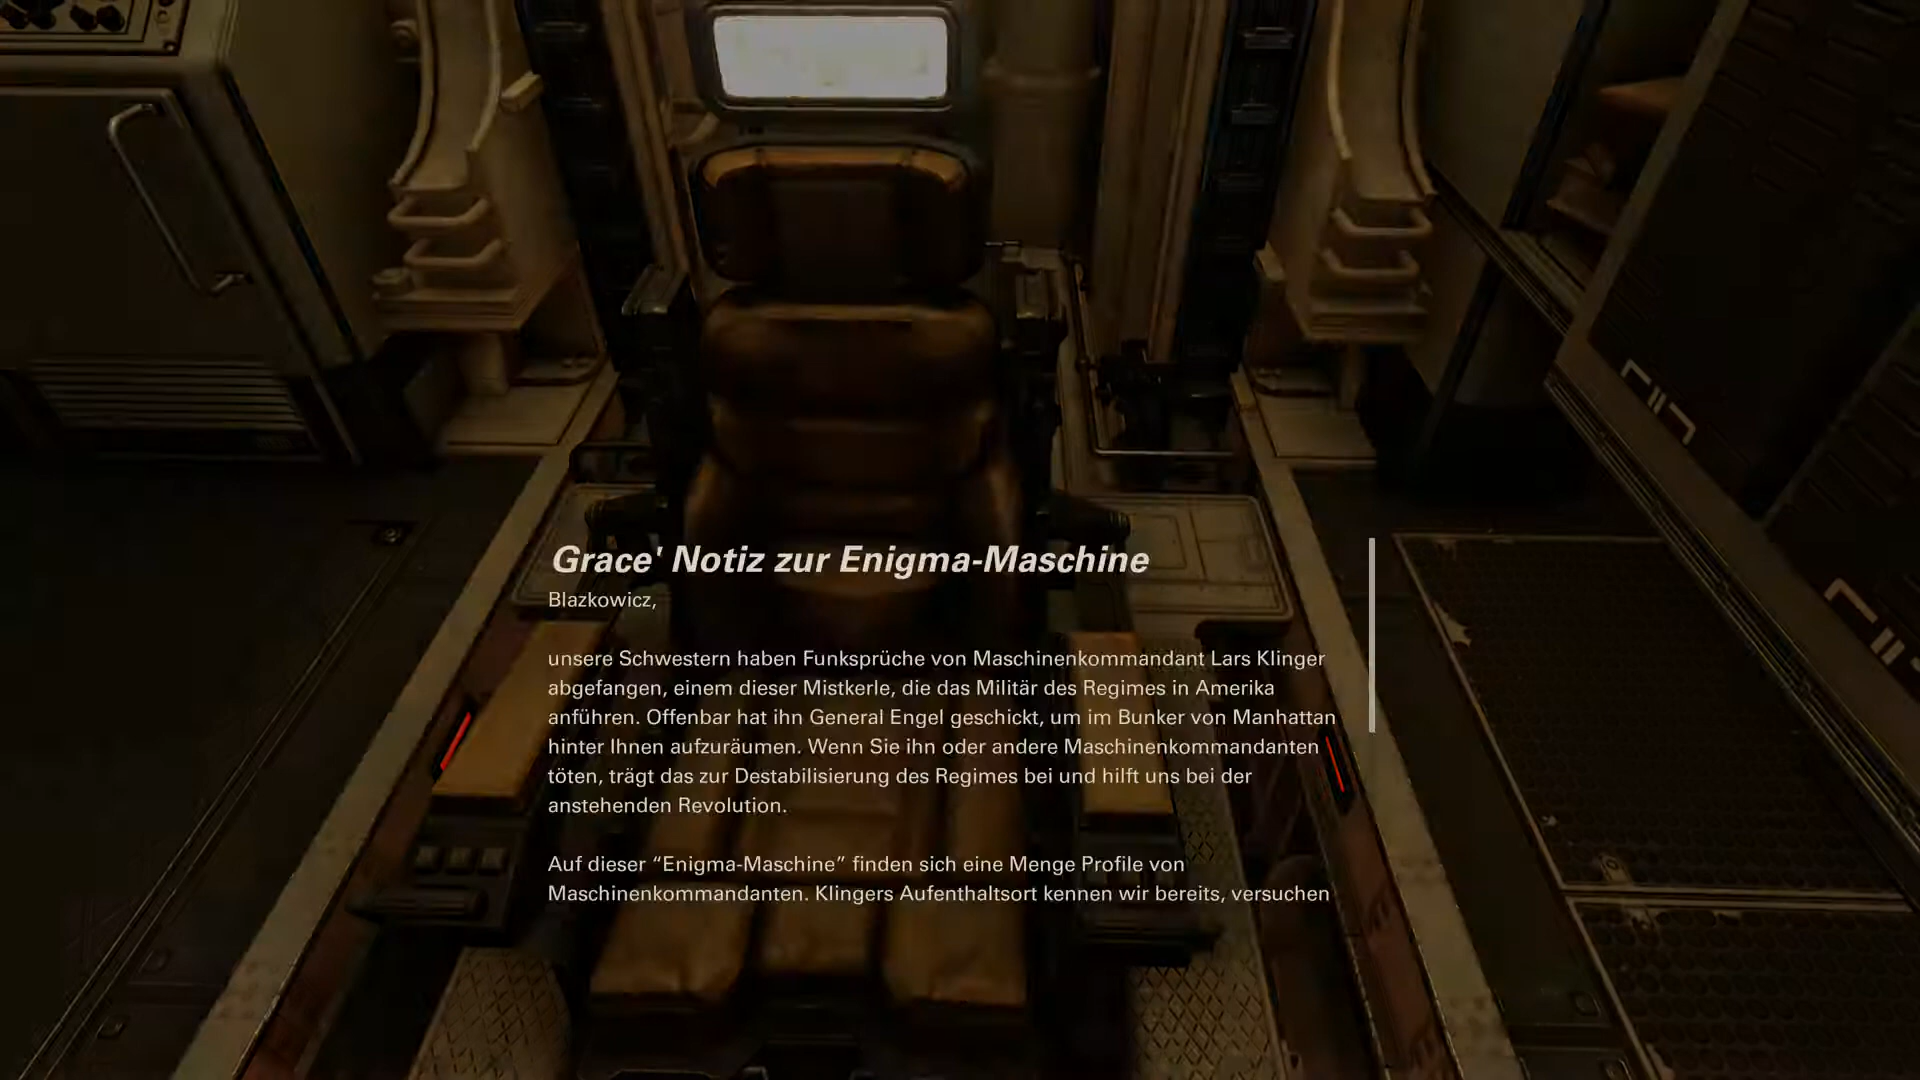 Grace' Notiz zur Enigma-Maschine
Blazkowicz,
unsere Schwestern haben Funksprüche von Maschinenkommandant Lars Klinger
abgefangen, einem dieser Mistkerle, die das Militär des Regimes in Amerika
anführen. Offenbar hat ihn General Engel geschickt, um im Bunker von Manhattan
hinter Ihnen aufzuräumen. Wenn Sie ihn oder andere Maschinenkommandanten
töten, trägt das zur Destabilisierung des Regimes bei und hilft uns bei der
anstehenden Revolution.
Auf dieser “Enigma-Maschine” finden sich eine Menge Profile von
Maschinenkommandanten. Klingers Aufenthaltsort kennen wir bereits, versuchen